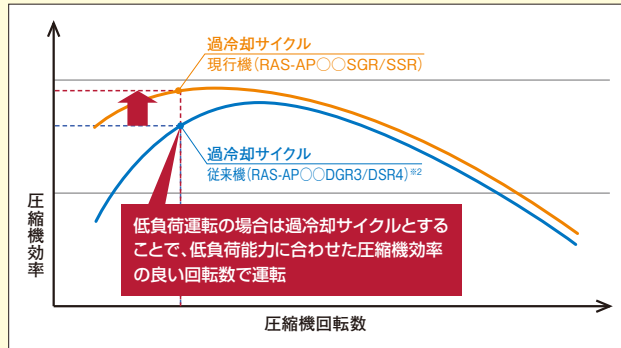 過冷却サイクル
現行機(RAS-AP○○SGR/SSR)
過冷却サイクル
従来機(RAS-AP○○DGR3/DSR4)※2
圧縮機効率
低負荷運転の場合は過冷却サイクルとする
ことで、低負荷能力に合わせた圧縮機効率
の良い回転数で運転
圧縮機回転数